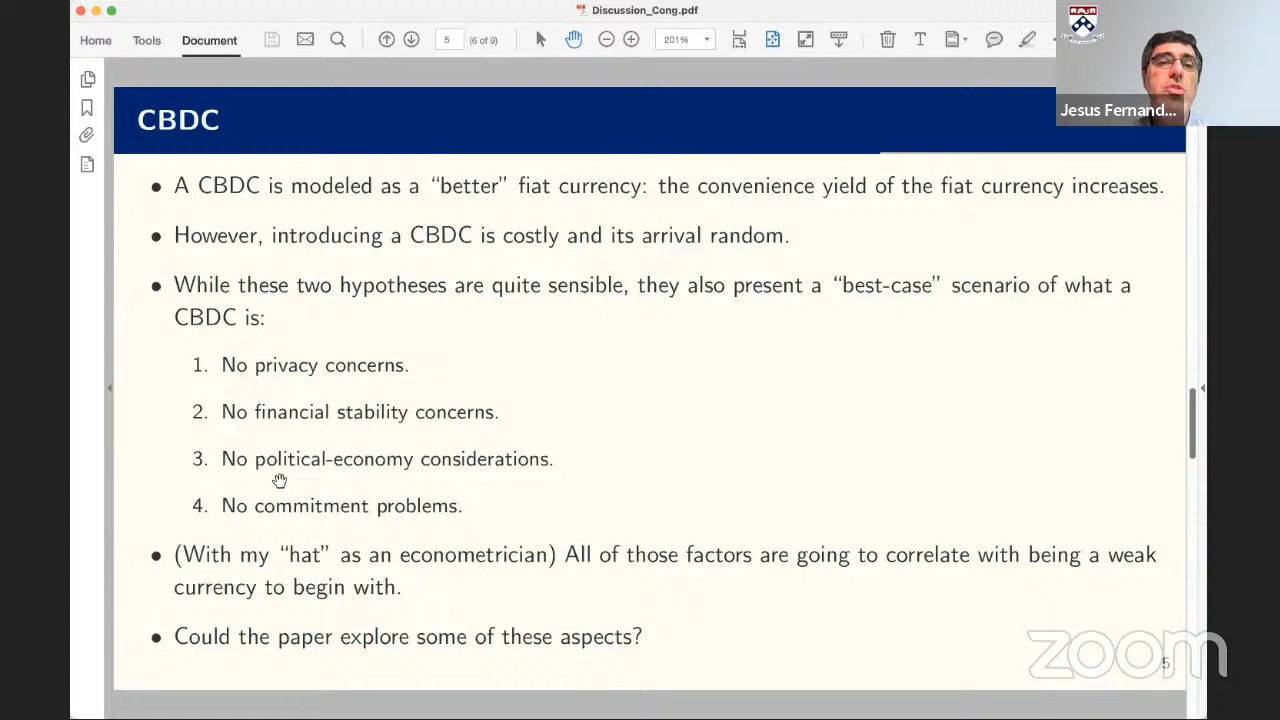 Discussion_Cong.pdf
Home Tools Document 5 (6 of 9) 201%
Jesus Fernand...
CBDC
• A CBDC is modeled as a “better” fiat currency: the convenience yield of the fiat currency increases.
• However, introducing a CBDC is costly and its arrival random.
• While these two hypotheses are quite sensible, they also present a “best-case” scenario of what a
CBDC is:
1. No privacy concerns.
2. No financial stability concerns.
3. No political-economy considerations.
4. No commitment problems.
• (With my “hat” as an econometrician) All of those factors are going to correlate with being a weak
currency to begin with.
• Could the paper explore some of these aspects?
zoom
5